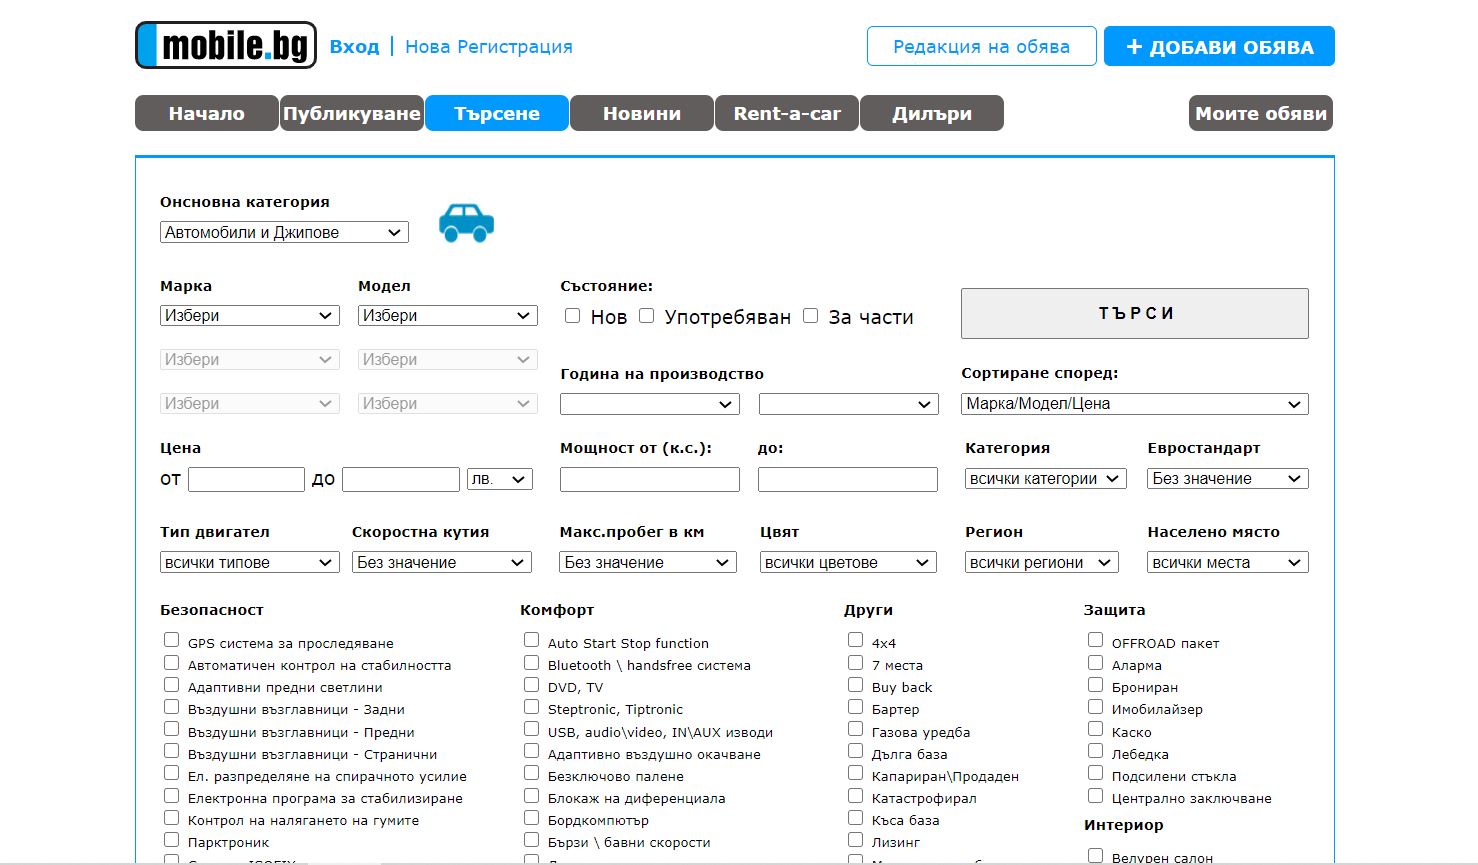 mobile.bg Вход | Нова Регистрация Редакция на обява + ДОБАВИ ОБЯВА
Начало Публикуване Търсене Новини Rent-a-car Дилъри Моите обяви
Онсновна категория
Автомобили и Джипове
Марка Модел Състояние:
Избери Избери Нов Употребяван За части ТЪРСИ
Избери Избери
Година на производство Сортиране според:
Избери Избери Марка/Модел/Цена
Цена Мощност от (к.с.): до: Категория Евростандарт
от до лв. всички категории Без значение
Тип двигател Скоростна кутия Макс.пробег в км Цвят Регион Населено място
всички типове Без значение Без значение всички цветове всички региони всички места
Безопасност Комфорт Други Защита
GPS система за проследяване Auto Start Stop function 4x4 OFFROAD пакет
Автоматичен контрол на стабилността Bluetooth \ handsfree система 7 места Аларма
Адаптивни предни светлини DVD, TV Buy back Брониран
Въздушни възглавници - Задни Steptronic, Tiptronic Бартер Имобилайзер
Въздушни възглавници - Предни USB, audio\video, IN\AUX изводи Газова уредба Каско
Въздушни възглавници - Странични Адаптивно въздушно окачване Дълга база Лебедка
Ел. разпределяне на спирачното усилие Безключово палене Капариран\Продаден Подсилени стъкла
Електронна програма за стабилизиране Блокаж на диференциала Катастрофирал Централно заключване
Контрол на налягането на гумите Бордкомпютър Къса база Интериор
Парктроник Бързи \ бавни скорости Лизинг
Велурен салон